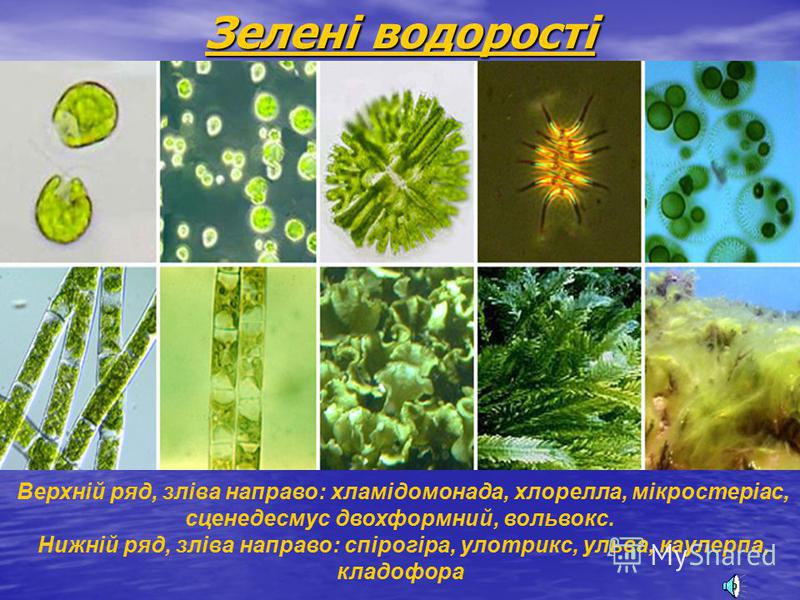 Зелені водорості
Верхній ряд, зліва направо: хламідомонада, хлорелла, мікростеріас,
сценедесмус двохформний, вольвокс.
Нижній ряд, зліва направо: спірогіра, улотрикс, ульва, каулерпа,
кладофора
MyShared